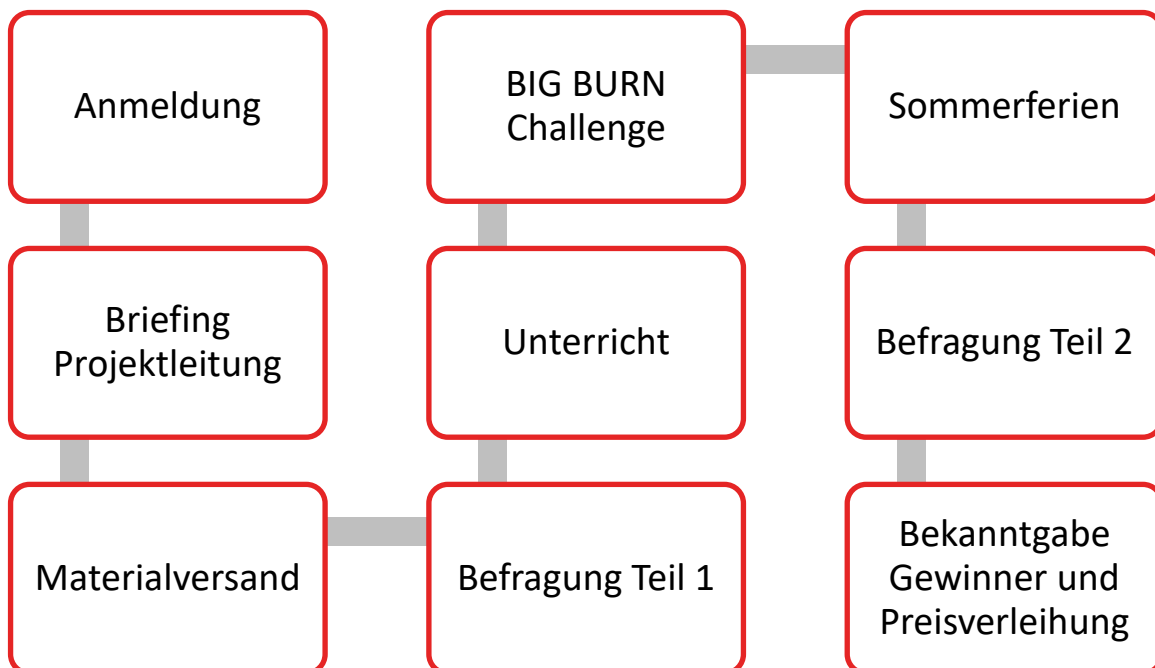 Anmeldung
Briefing
Projektleitung
Materialversand
Befragung Teil 1
Unterricht
BIG BURN
Challenge
Sommerferien
Befragung Teil 2
Bekanntgabe
Gewinner und
Preisverleihung